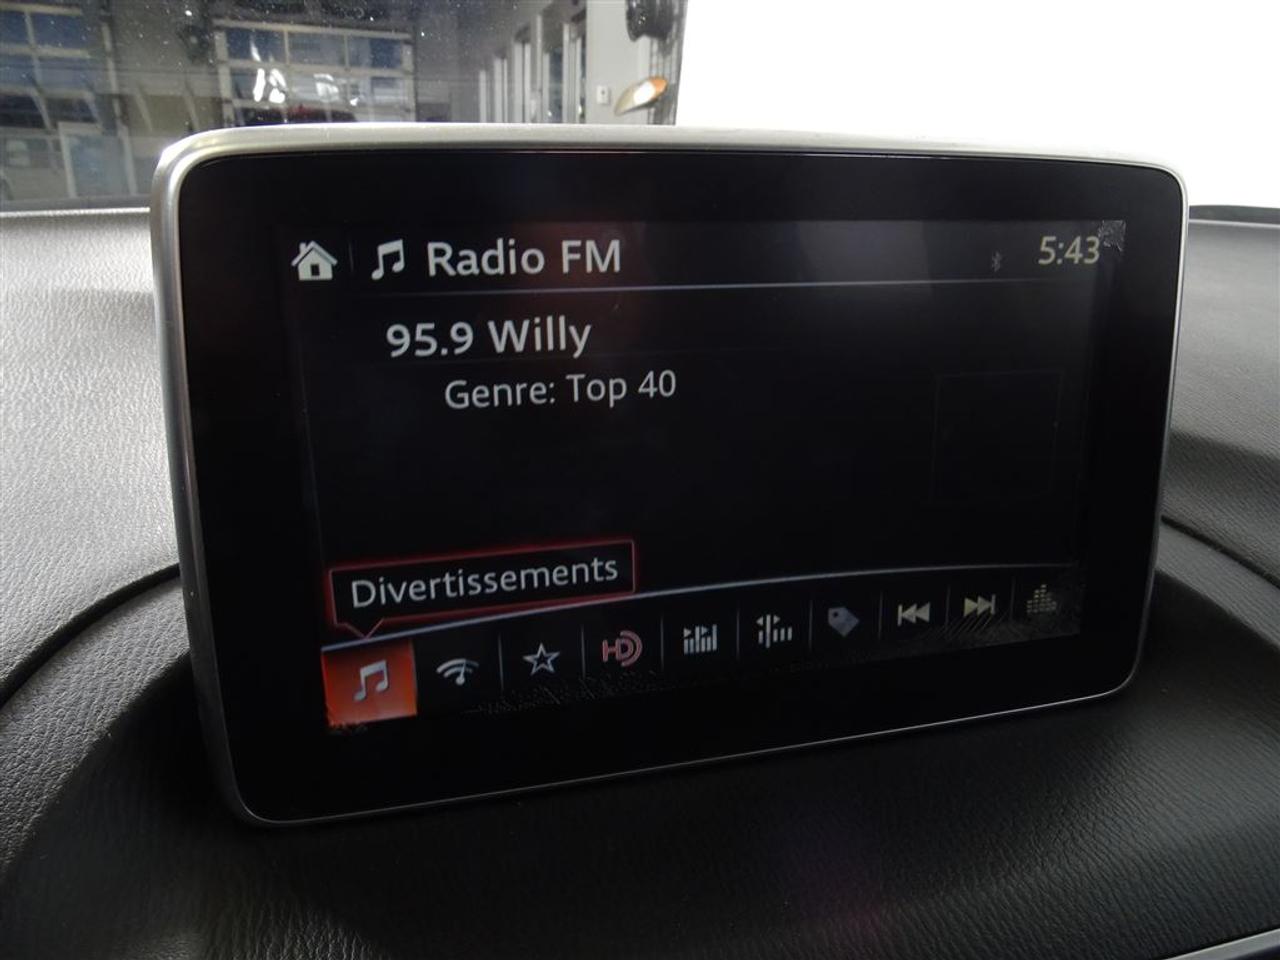 Radio FM
5:43
95.9 Willy
Genre: Top 40
Divertissements
HD